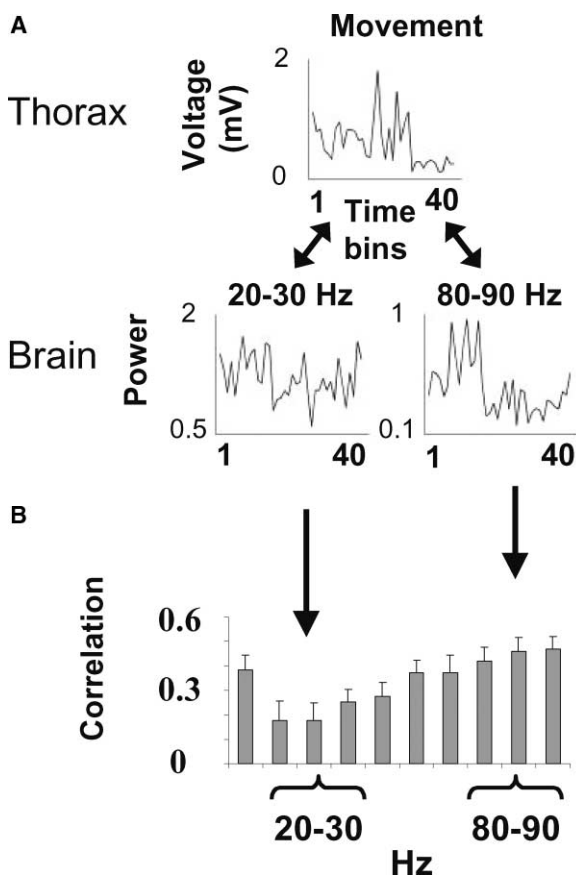 A
Movement
Thorax
Voltage
(mV)
2
0
1
40
Time
bins
20-30 Hz
80-90 Hz
Brain
Power
2
0.5
1
40
1
0.1
1
40
B
Correlation
0.6
0.3
0
20-30
80-90
Hz